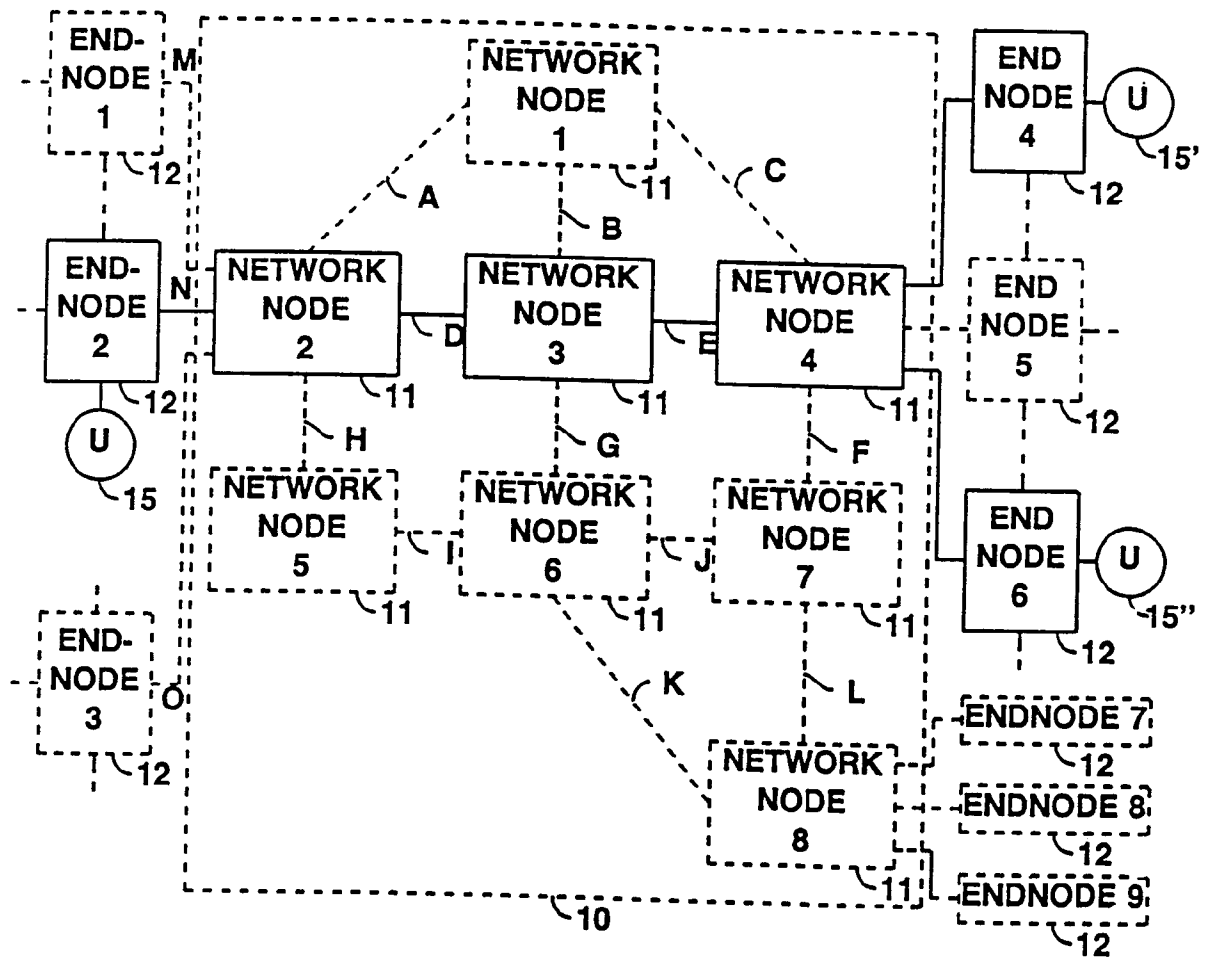 END-
NODE
1
12
M
NETWORK
NODE
1
11
A
B
C
END
NODE
4
12
U
15'
END-
NODE
2
12
N
U
15
NETWORK
NODE
2
11
D
NETWORK
NODE
3
11
E
NETWORK
NODE
4
11
END
NODE
5
12
H
G
F
NETWORK
NODE
5
11
I
NETWORK
NODE
6
11
J
NETWORK
NODE
7
11
END
NODE
6
12
U
15"
END-
NODE
3
12
O
K
L
NETWORK
NODE
8
11
ENDNODE 7
12
ENDNODE 8
12
ENDNODE 9
12
10